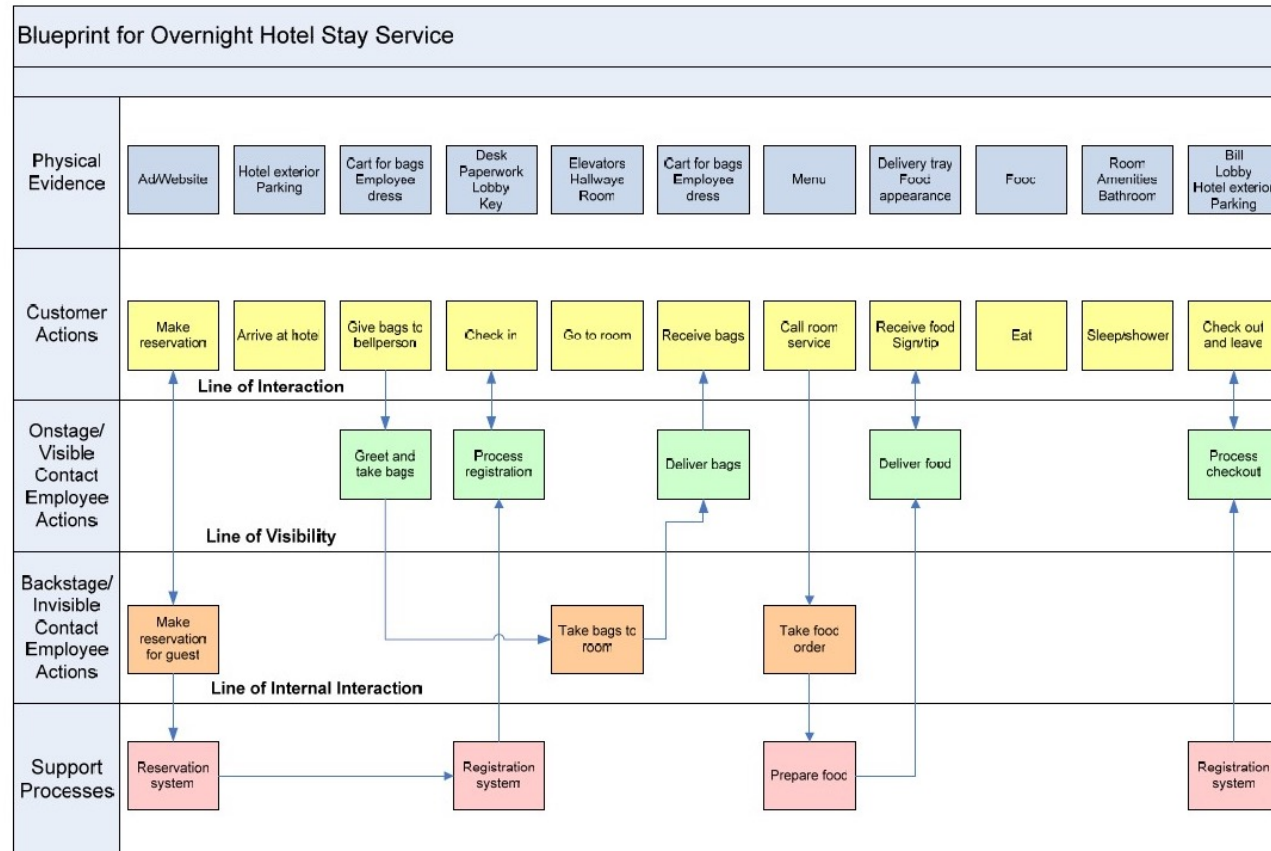 Blueprint for Overnight Hotel Stay Service
Physical
Evidence
Ad/Website
Hotel exterior
Parking
Cart for bags
Employee
dress
Desk
Paperwork
Lobby
Key
Elevators
Hallways
Room
Cart for bags
Employee
dress
Menu
Delivery tray
Food
appearance
Food
Room
Amenities
Bathroom
Bill
Lobby
Hotel exterior
Parking
Customer
Actions
Make
reservation
Arrive at hotel
Give bags to
bellperson
Check in
Go to room
Receive bags
Call room
service
Receive food
Sign/tip
Eat
Sleep/shower
Check out
and leave
Line of Interaction
Onstage/
Visible
Contact
Employee
Actions
Greet and
take bags
Process
registration
Deliver bags
Deliver food
Process
checkout
Line of Visibility
Backstage/
Invisible
Contact
Employee
Actions
Make
reservation
for guest
Take bags to
room
Take food
order
Line of Internal Interaction
Support
Processes
Reservation
system
Registration
system
Prepare food
Registration
system